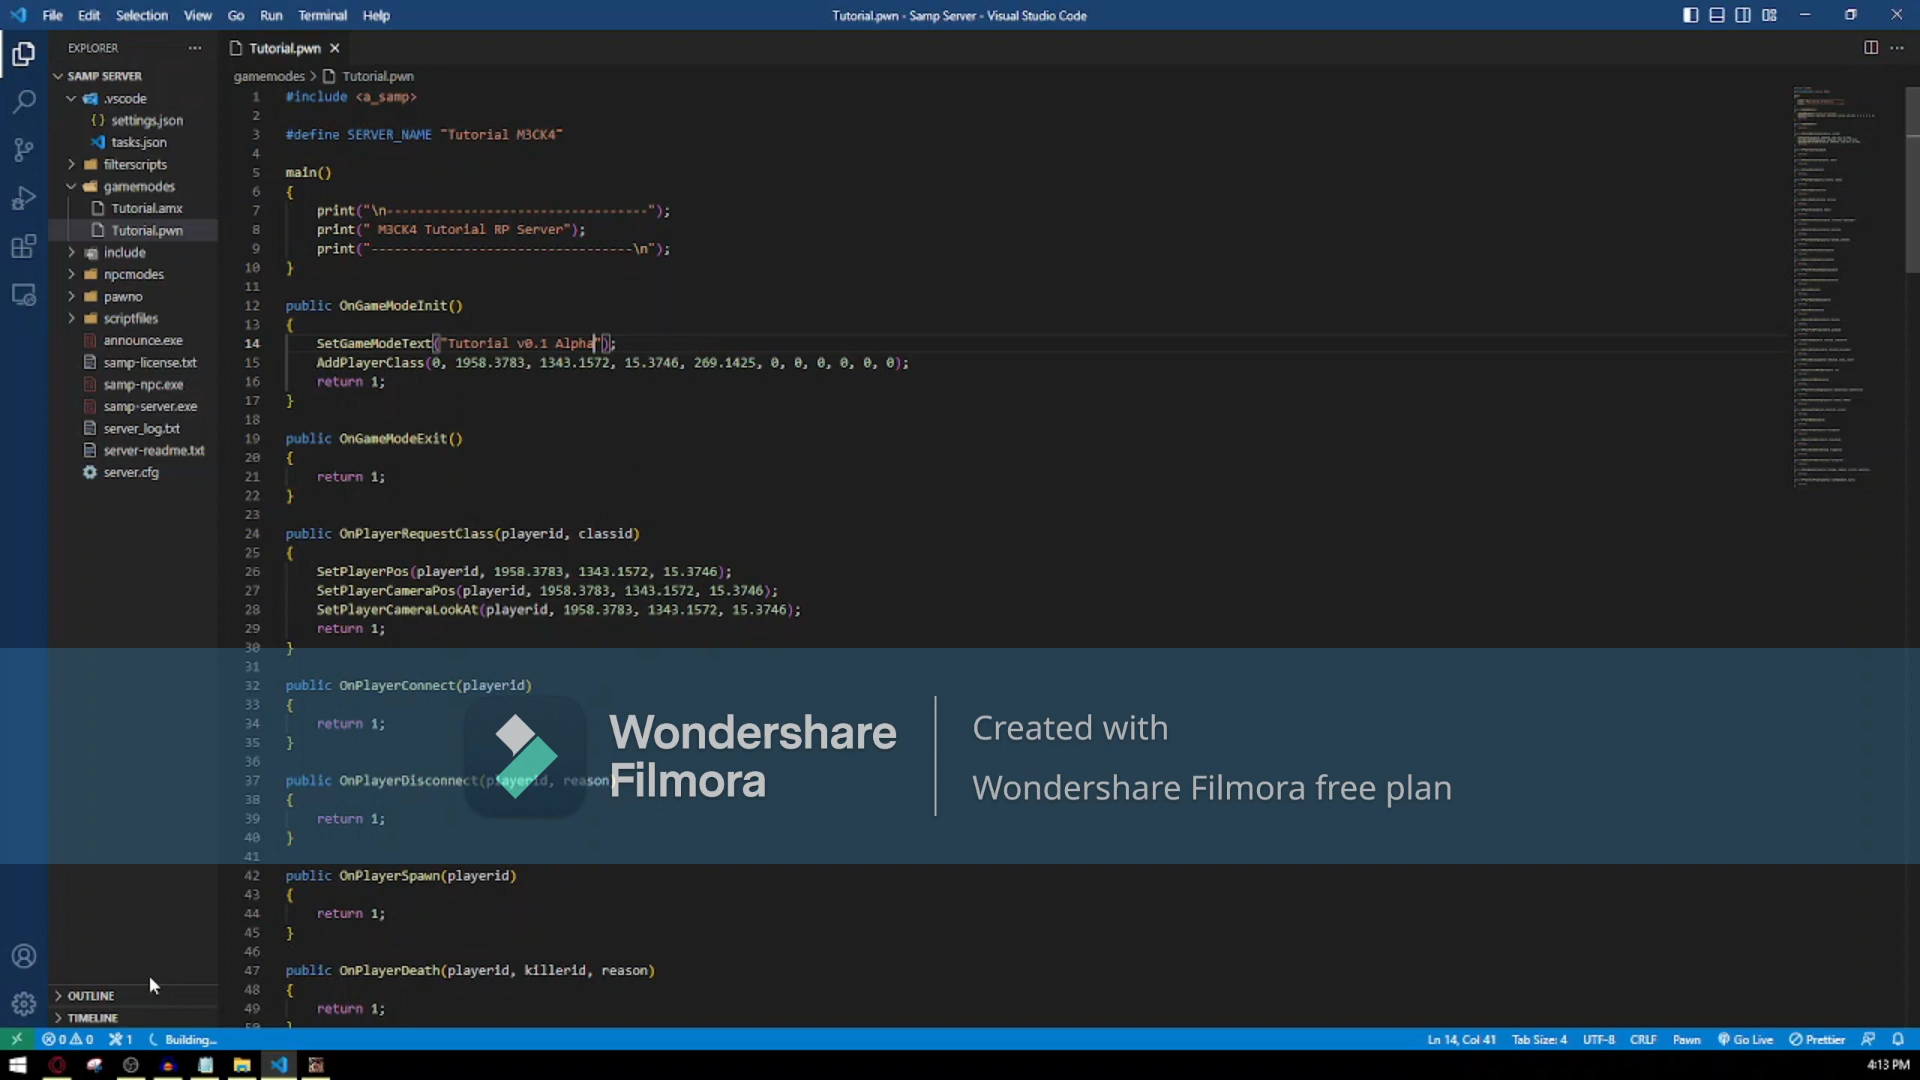 File Edit Selection View Go Run Terminal Help
Tutorial.pwn - Samp Server - Visual Studio Code
EXPLORER
SAMP SERVER
.vscode
settings.json
tasks.json
filterscripts
gamemodes
Tutorial.amx
Tutorial.pwn
include
npcmodes
pawno
scriptfiles
announce.exe
samp-license.txt
samp-npc.exe
samp-server.exe
server_log.txt
server-readme.txt
server.cfg
OUTLINE
TIMELINE
Tutorial.pwn
gamemodes > Tutorial.pwn
1 #include <a_samp>
2
3 #define SERVER_NAME "Tutorial M3CK4"
4
5 main()
6 {
7 print("\n----------------------------------");
8 print(" M3CK4 Tutorial RP Server");
9 print("----------------------------------\n");
10 }
11
12 public OnGameModeInit()
13 {
14 SetGameModeText("Tutorial v0.1 Alpha");
15 AddPlayerClass(0, 1958.3783, 1343.1572, 15.3746, 269.1425, 0, 0, 0, 0, 0, 0);
16 return 1;
17 }
18
19 public OnGameModeExit()
20 {
21 return 1;
22 }
23
24 public OnPlayerRequestClass(playerid, classid)
25 {
26 SetPlayerPos(playerid, 1958.3783, 1343.1572, 15.3746);
27 SetPlayerCameraPos(playerid, 1958.3783, 1343.1572, 15.3746);
28 SetPlayerCameraLookAt(playerid, 1958.3783, 1343.1572, 15.3746);
29 return 1;
30 }
31
32 public OnPlayerConnect(playerid)
33 {
34 return 1;
35 }
36
37 public OnPlayerDisconnect(playerid, reason)
38 {
39 return 1;
40 }
41
42 public OnPlayerSpawn(playerid)
43 {
44 return 1;
45 }
46
47 public OnPlayerDeath(playerid, killerid, reason)
48 {
49 return 1;
50 }
Wondershare
Filmora
Created with
Wondershare Filmora free plan
0 0 1 Building...
Ln 14, Col 41 Tab Size: 4 UTF-8 CRLF Pawn Go Live Prettier
4:13 PM